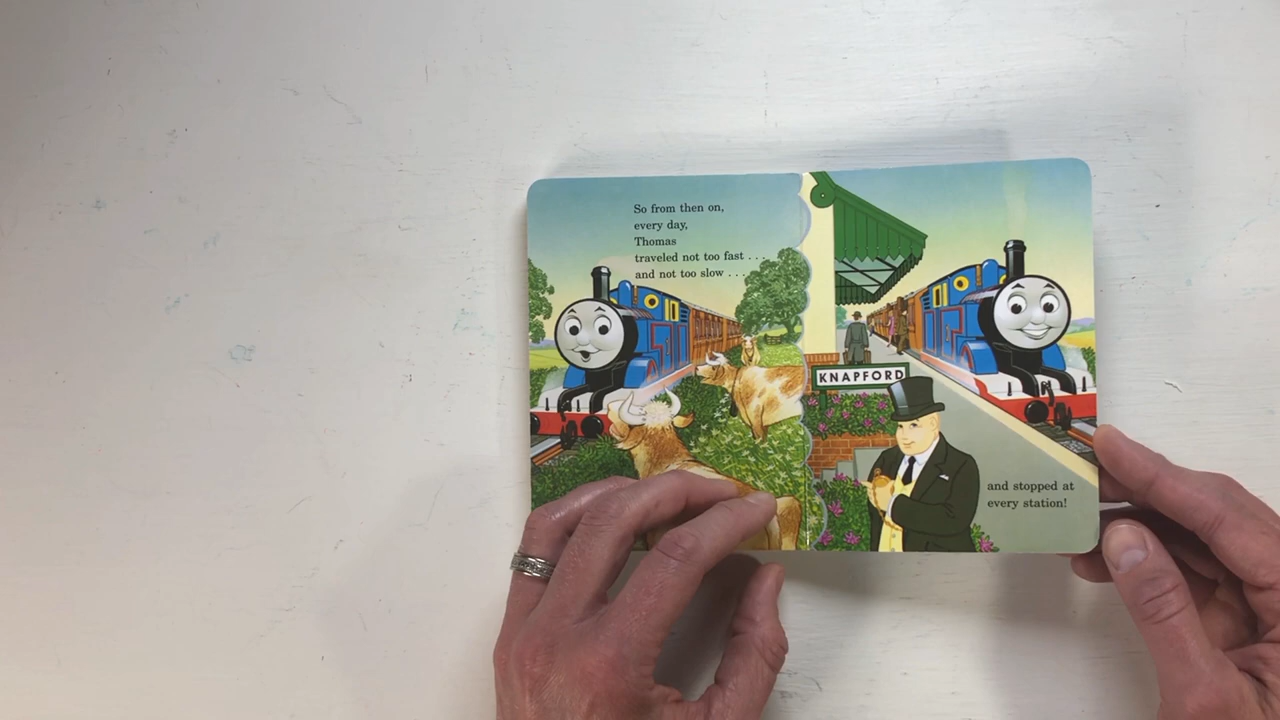 So from then on,
every day,
Thomas
traveled not too fast . . .
and not too slow . . .
KNAPFORD
and stopped at
every station!